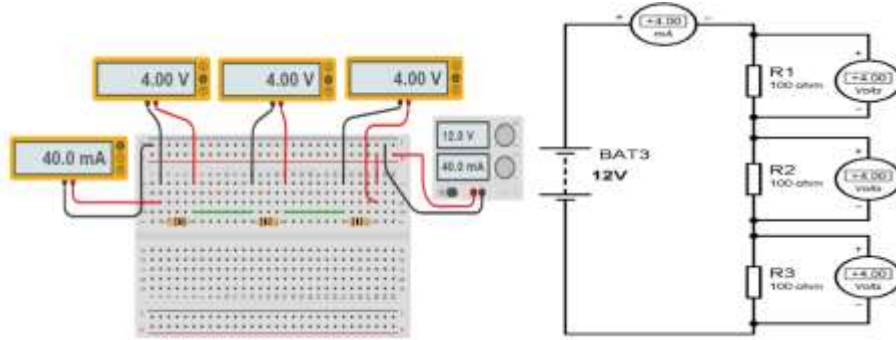 4.00 V
4.00 V
4.00 V
40.0 mA
12.0 V
40.0 mA
+
+4.00
mA
−
BAT3
12V
R1
100 ohm
+
+4.00
Volts
−
R2
100 ohm
+
+4.00
Volts
−
R3
100 ohm
+
+4.00
Volts
−